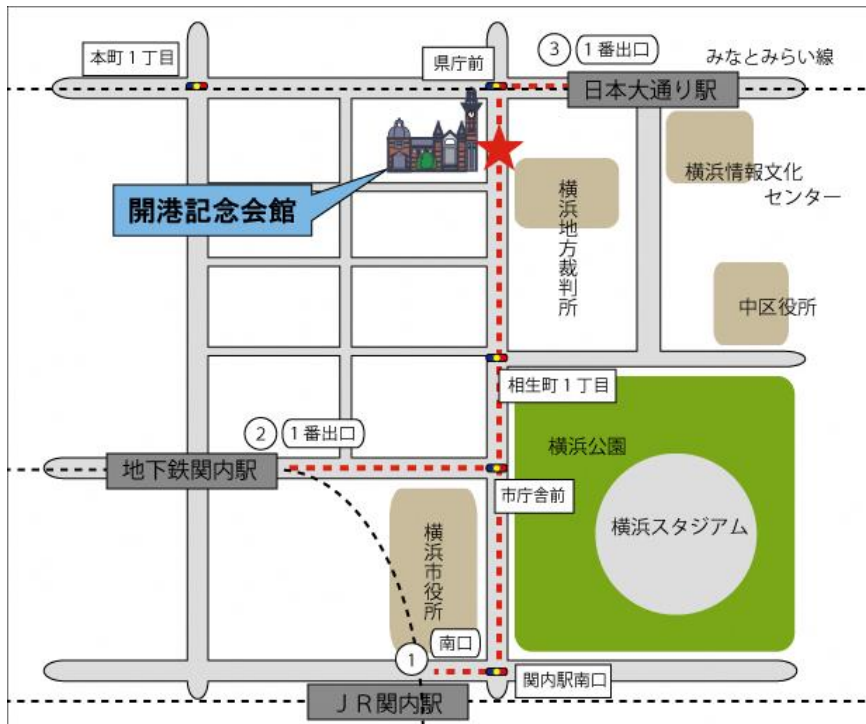 本町1丁目
県庁前
③ 1番出口
みなとみらい線
日本大通り駅
開港記念会館
横浜地方裁判所
横浜情報文化
センター
中区役所
相生町1丁目
② 1番出口
地下鉄関内駅
横浜公園
市庁舎前
横浜スタジアム
横浜市役所
南口
①
関内駅南口
JR関内駅